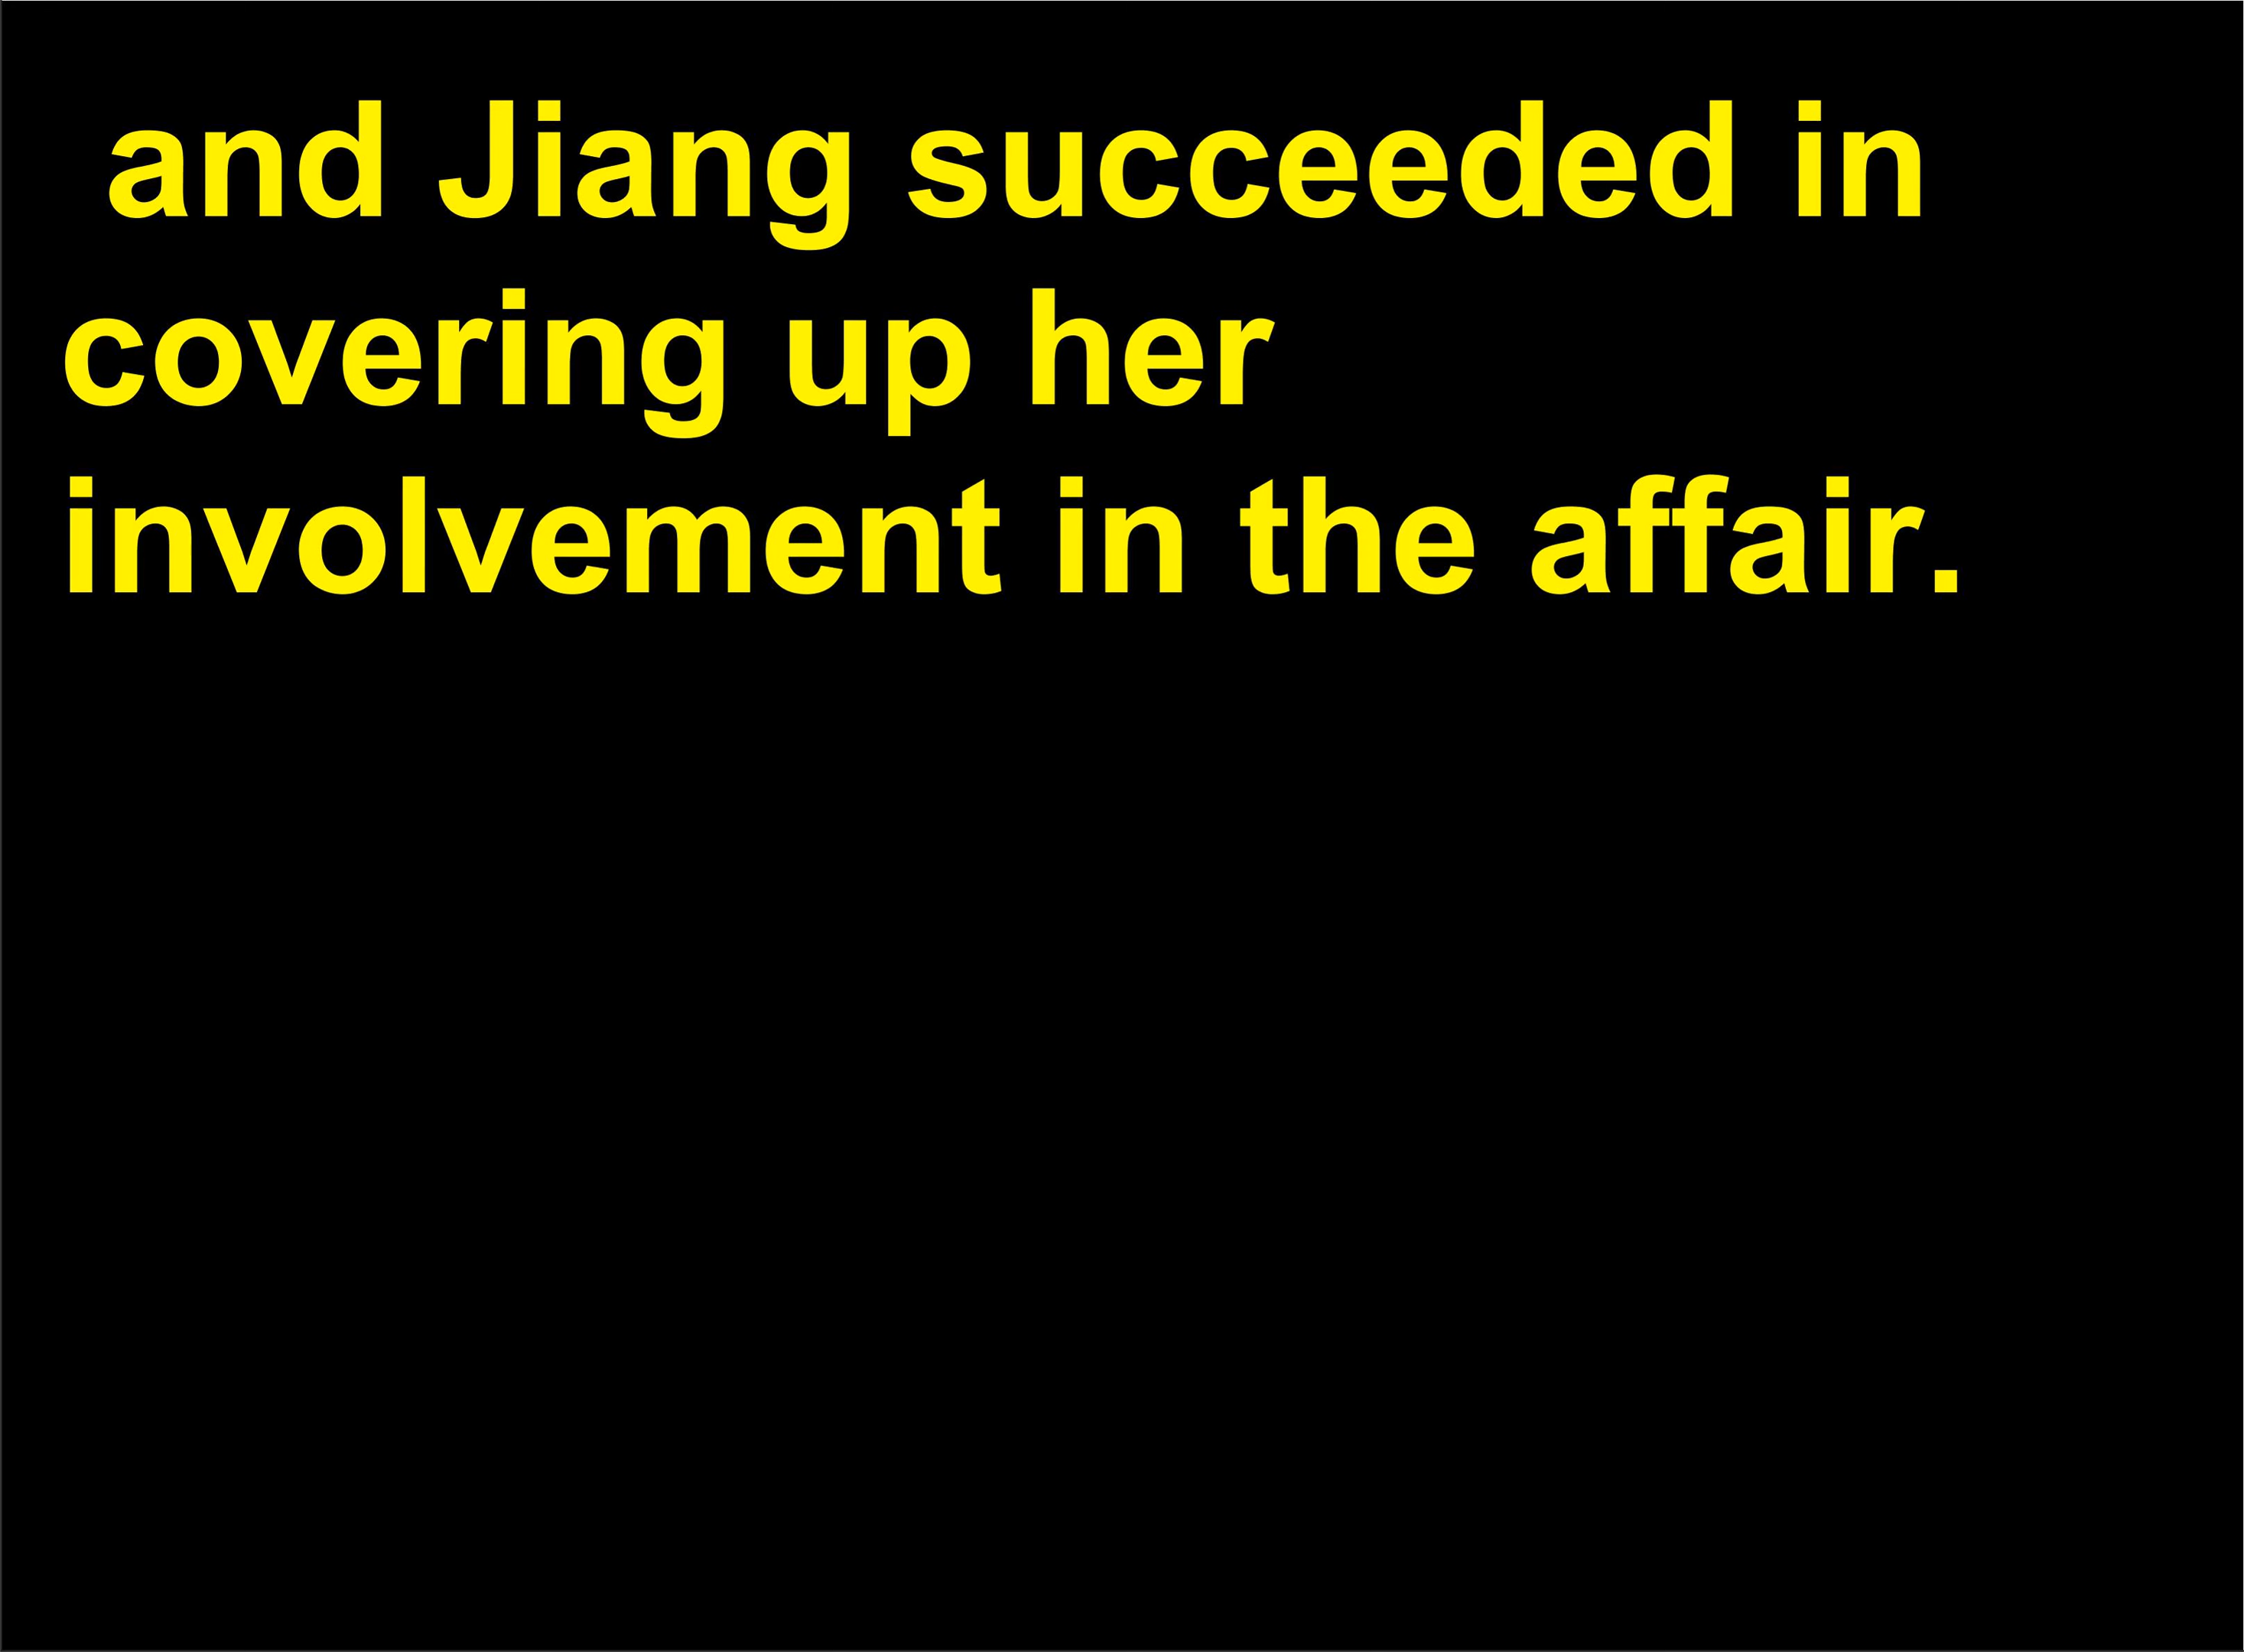 and Jiang succeeded in
covering up her
involvement in the affair.